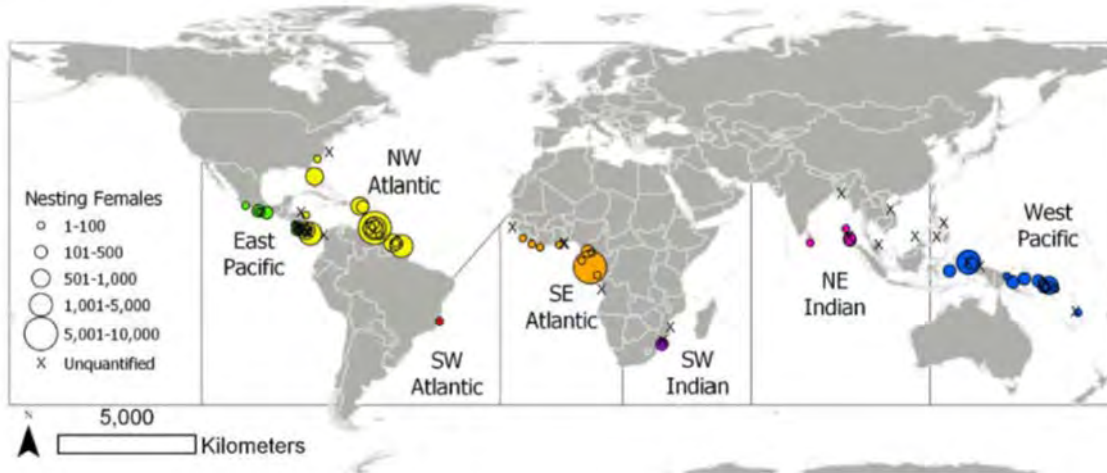 NW
Atlantic
Nesting Females
1-100
101-500
501-1,000
1,001-5,000
5,001-10,000
X Unquantified
East
Pacific
SW
Atlantic
SE
Atlantic
SW
Indian
NE
Indian
West
Pacific
N
5,000
Kilometers